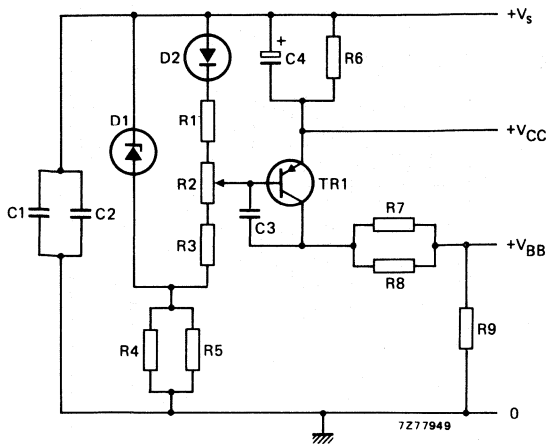 +Vs
D2
+
C4
R6
D1
R1
+VCC
R2
TR1
C1
C2
C3
R7
R3
+VBB
R8
R9
R4
R5
7Z77949
0